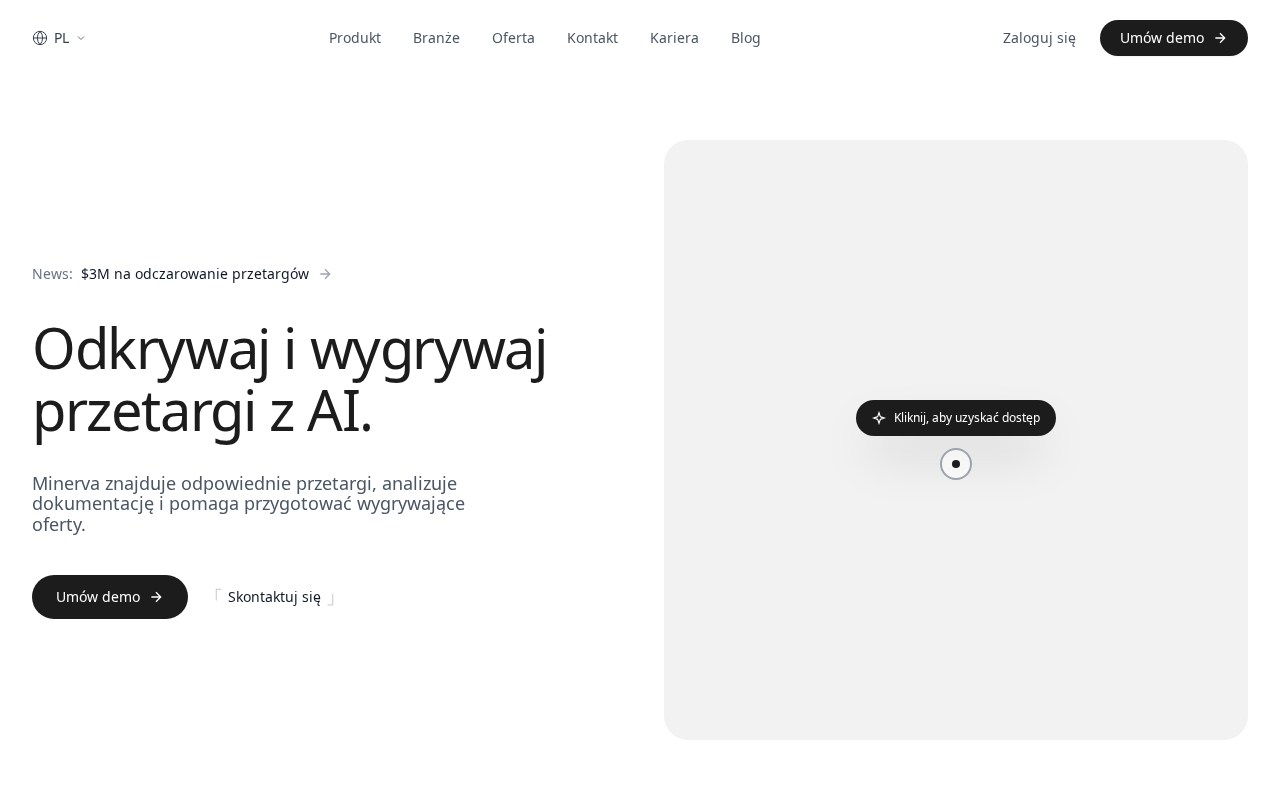 PL
Produkt
Branże
Oferta
Kontakt
Kariera
Blog
Zaloguj się
Umów demo
News: $3M na odczarowanie przetargów
Odkrywaj i wygrywaj
przetargi z AI.
Minerva znajduje odpowiednie przetargi, analizuje
dokumentację i pomaga przygotować wygrywające
oferty.
Umów demo
「 Skontaktuj się 」
Kliknij, aby uzyskać dostęp